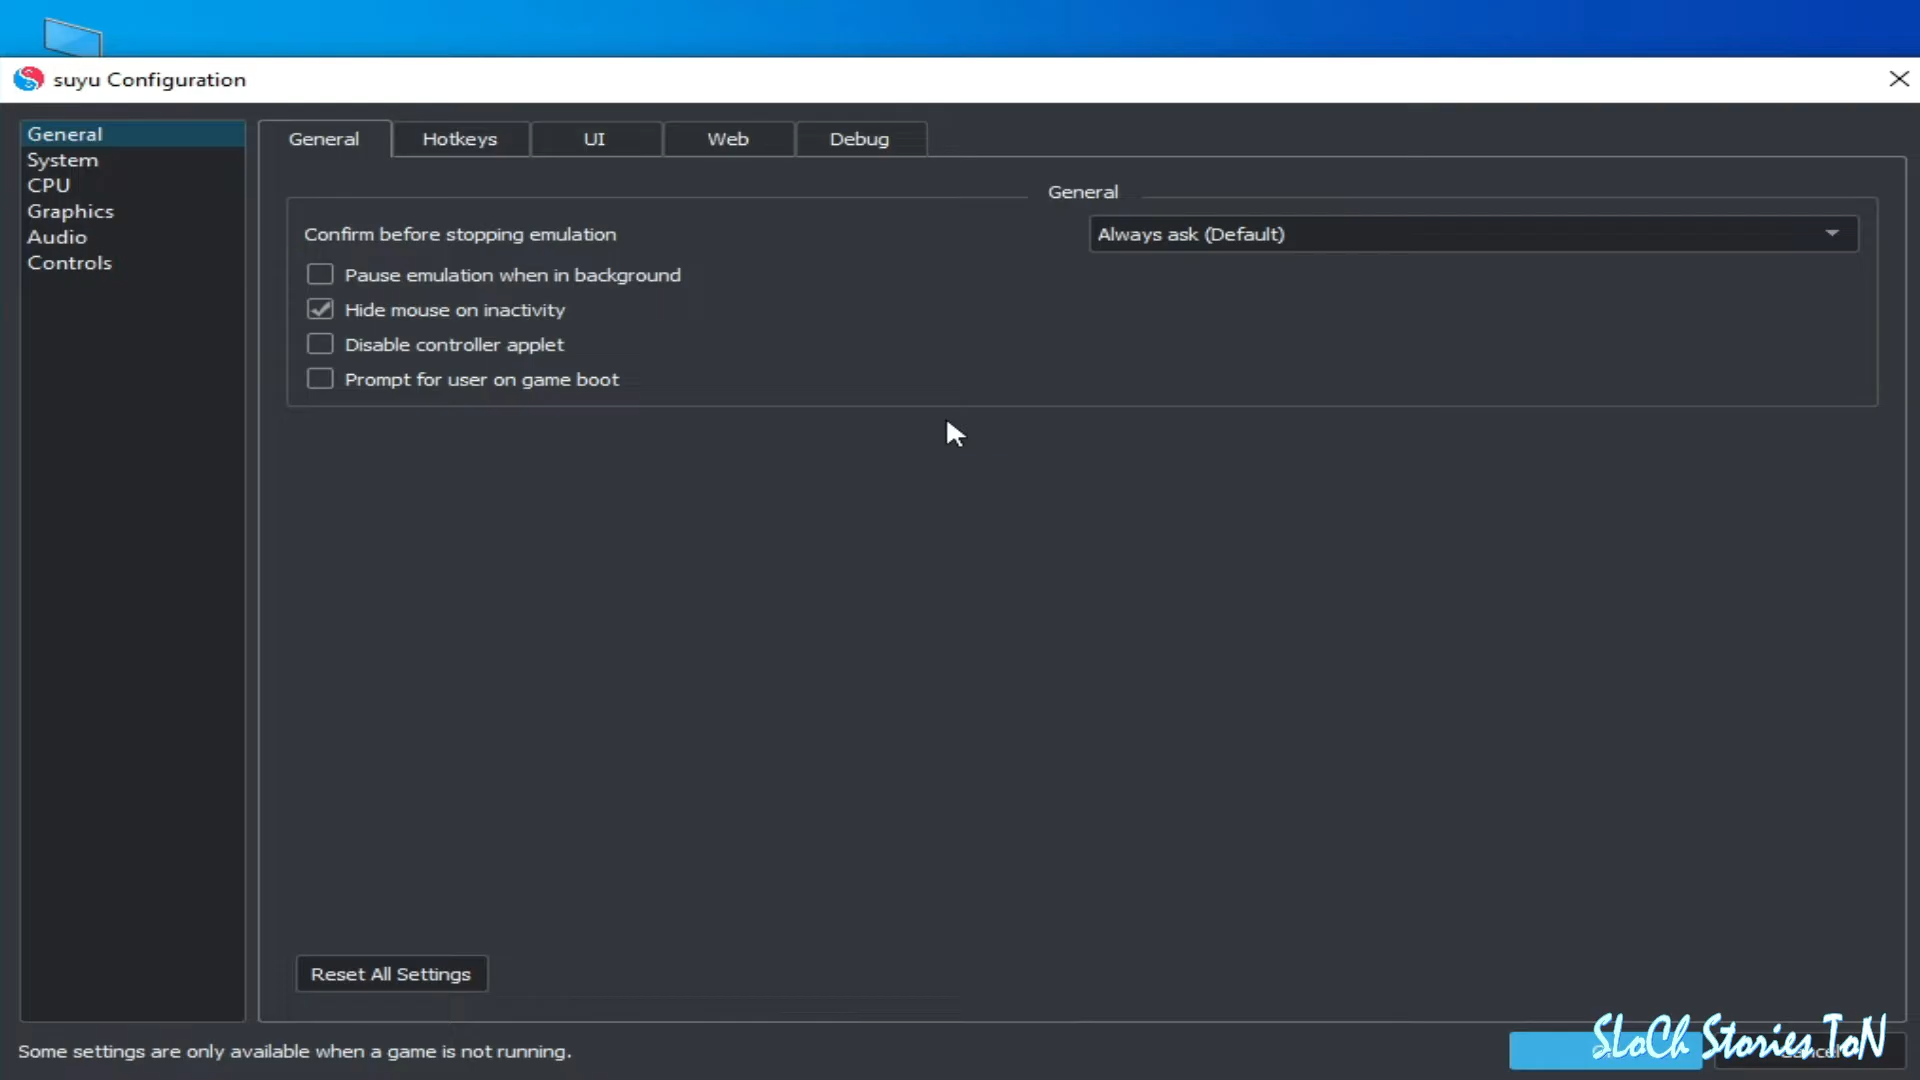 suyu Configuration
General
System
CPU
Graphics
Audio
Controls
General Hotkeys UI Web Debug
General
Confirm before stopping emulation Always ask (Default)
Pause emulation when in background
Hide mouse on inactivity
Disable controller applet
Prompt for user on game boot
Reset All Settings
Some settings are only available when a game is not running.
SLoCh Stories ToN